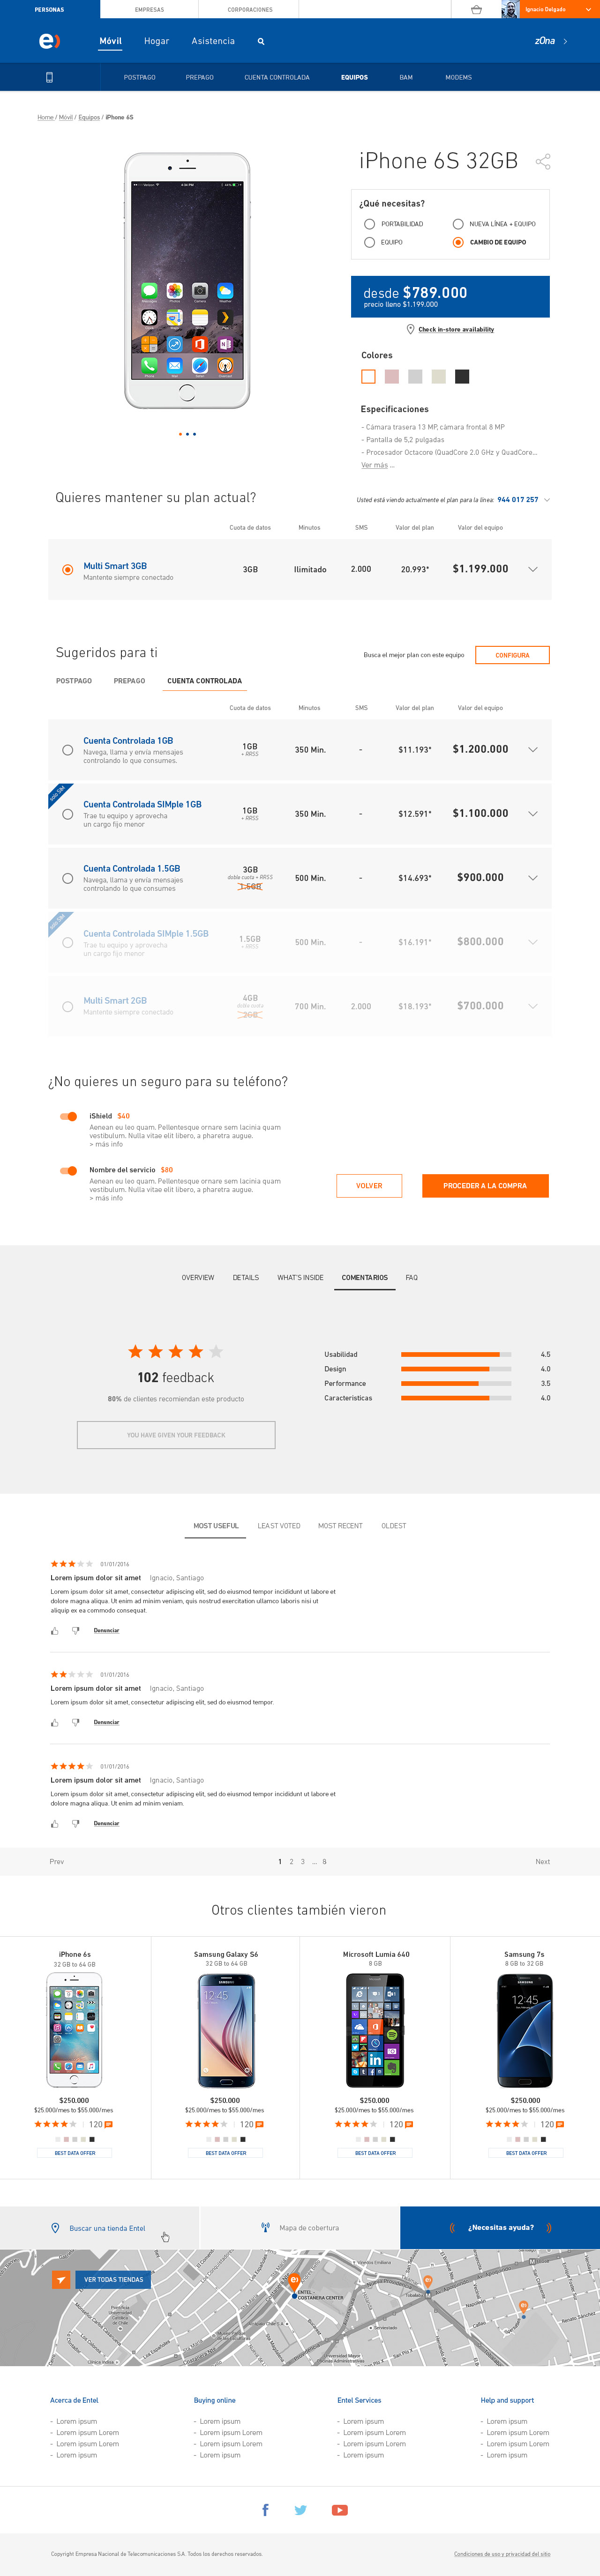 PERSONAS EMPRESAS CORPORACIONES Ignacio Delgado
e) Móvil Hogar Asistencia zOna
POSTPAGO PREPAGO CUENTA CONTROLADA EQUIPOS BAM MODEMS
Home / Móvil / Equipos / iPhone 6S
iPhone 6S 32GB
¿Qué necesitas?
PORTABILIDAD NUEVA LÍNEA + EQUIPO
EQUIPO CAMBIO DE EQUIPO
desde $789.000
precio lleno $1.199.000
Check in-store availability
Colores
Especificaciones
- Cámara trasera 13 MP, cámara frontal 8 MP
- Pantalla de 5,2 pulgadas
- Procesador Octacore (QuadCore 2.0 GHz y QuadCore...
Ver más ...
Quieres mantener su plan actual?
Usted está viendo actualmente el plan para la línea: 944 017 257
Cuota de datos Minutos SMS Valor del plan Valor del equipo
Multi Smart 3GB
Mantente siempre conectado
3GB Ilimitado 2.000 20.993* $1.199.000
Sugeridos para ti
Busca el mejor plan con este equipo CONFIGURA
POSTPAGO PREPAGO CUENTA CONTROLADA
Cuota de datos Minutos SMS Valor del plan Valor del equipo
Cuenta Controlada 1GB
Navega, llama y envía mensajes
controlando lo que consumes.
1GB
+ RRSS
350 Min. - $11.193* $1.200.000
Sólo SIM
Cuenta Controlada SIMple 1GB
Trae tu equipo y aprovecha
un cargo fijo menor
1GB
+ RRSS
350 Min. - $12.591* $1.100.000
Cuenta Controlada 1.5GB
Navega, llama y envía mensajes
controlando lo que consumes
3GB
doble cuota + RRSS
1.5GB
500 Min. - $14.693* $900.000
Sólo SIM
Cuenta Controlada SIMple 1.5GB
Trae tu equipo y aprovecha
un cargo fijo menor
1.5GB
+ RRSS
500 Min. - $16.191* $800.000
Multi Smart 2GB
Mantente siempre conectado
4GB
doble cuota
2GB
700 Min. 2.000 $18.193* $700.000
¿No quieres un seguro para su teléfono?
iShield $40
Aenean eu leo quam. Pellentesque ornare sem lacinia quam
vestibulum. Nulla vitae elit libero, a pharetra augue.
> más info
Nombre del servicio $80
Aenean eu leo quam. Pellentesque ornare sem lacinia quam
vestibulum. Nulla vitae elit libero, a pharetra augue.
> más info
VOLVER PROCEDER A LA COMPRA
OVERVIEW DETAILS WHAT'S INSIDE COMENTARIOS FAQ
102 feedback
80% de clientes recomiendan este producto
YOU HAVE GIVEN YOUR FEEDBACK
Usabilidad 4.5
Design 4.0
Performance 3.5
Caracteristicas 4.0
MOST USEFUL LEAST VOTED MOST RECENT OLDEST
01/01/2016
Lorem ipsum dolor sit amet Ignacio, Santiago
Lorem ipsum dolor sit amet, consectetur adipisicing elit, sed do eiusmod tempor incididunt ut labore et
dolore magna aliqua. Ut enim ad minim veniam, quis nostrud exercitation ullamco laboris nisi ut
aliquip ex ea commodo consequat.
Denunciar
01/01/2016
Lorem ipsum dolor sit amet Ignacio, Santiago
Lorem ipsum dolor sit amet, consectetur adipisicing elit, sed do eiusmod tempor.
Denunciar
01/01/2016
Lorem ipsum dolor sit amet Ignacio, Santiago
Lorem ipsum dolor sit amet, consectetur adipisicing elit, sed do eiusmod tempor incididunt ut labore et
dolore magna aliqua. Ut enim ad minim veniam.
Denunciar
Prev 1 2 3 ... 8 Next
Otros clientes también vieron
iPhone 6s
32 GB to 64 GB
$250.000
$25.000/mes to $55.000/mes
120
BEST DATA OFFER
Samsung Galaxy S6
32 GB to 64 GB
$250.000
$25.000/mes to $55.000/mes
120
BEST DATA OFFER
Microsoft Lumia 640
8 GB
$250.000
$25.000/mes to $55.000/mes
120
BEST DATA OFFER
Samsung 7s
8 GB to 32 GB
12:45
$250.000
$25.000/mes to $55.000/mes
120
BEST DATA OFFER
Buscar una tienda Entel Mapa de cobertura ¿Necesitas ayuda?
VER TODAS TIENDAS
ENTEL -
COSTANERA CENTER
Acerca de Entel
- Lorem ipsum
- Lorem ipsum Lorem
- Lorem ipsum Lorem
- Lorem ipsum
Buying online
- Lorem ipsum
- Lorem ipsum Lorem
- Lorem ipsum Lorem
- Lorem ipsum
Entel Services
- Lorem ipsum
- Lorem ipsum Lorem
- Lorem ipsum Lorem
- Lorem ipsum
Help and support
- Lorem ipsum
- Lorem ipsum Lorem
- Lorem ipsum Lorem
- Lorem ipsum
Copyright Empresa Nacional de Telecomunicaciones S.A. Todos los derechos reservados.
Condiciones de uso y privacidad del sitio